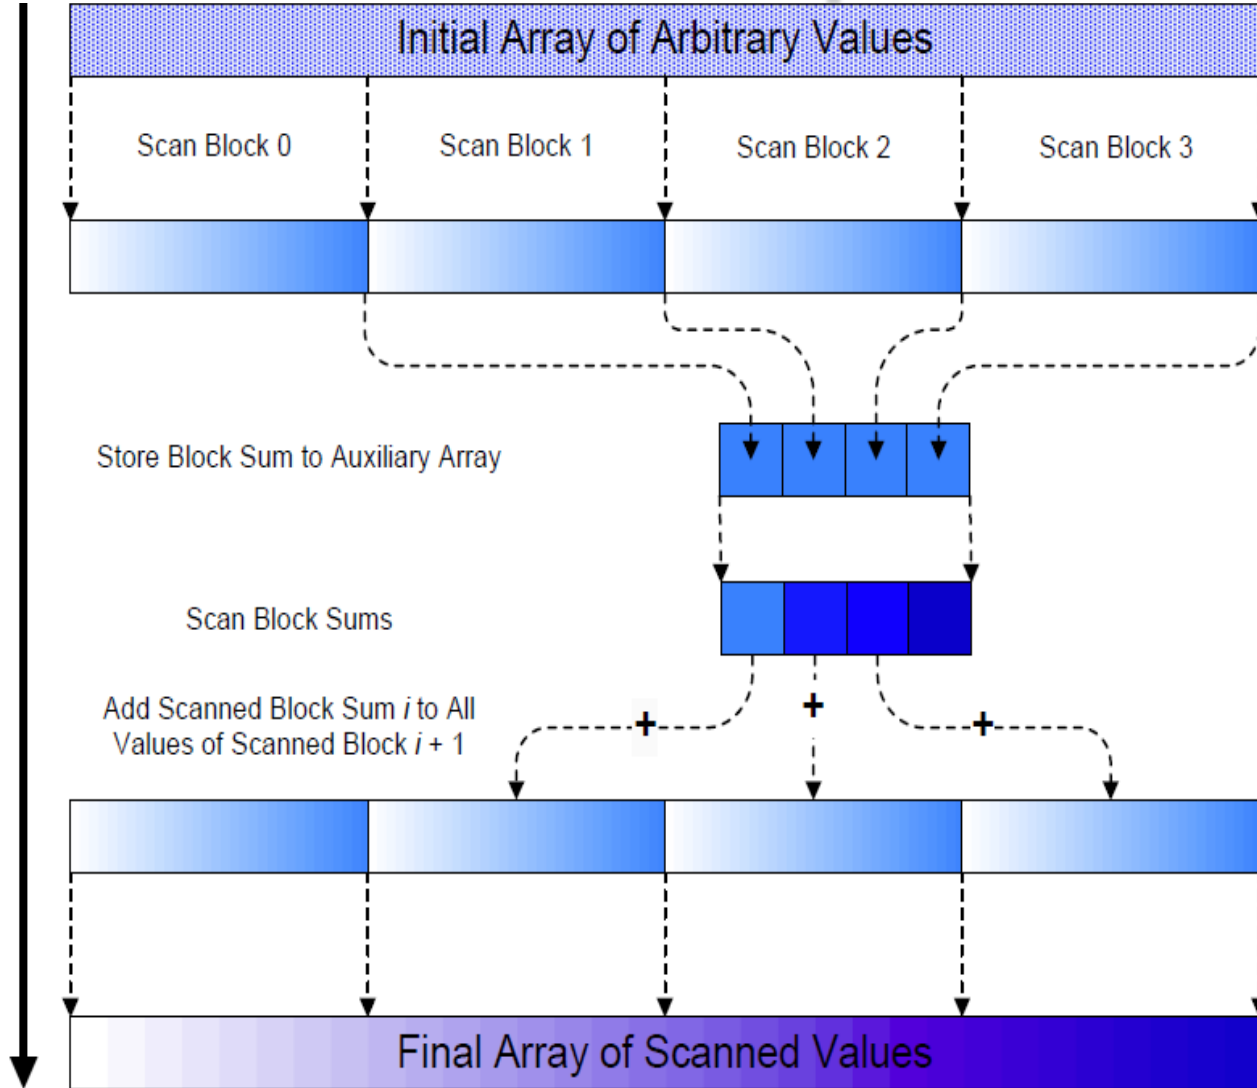 Initial Array of Arbitrary Values
Scan Block 0
Scan Block 1
Scan Block 2
Scan Block 3
Store Block Sum to Auxiliary Array
Scan Block Sums
Add Scanned Block Sum i to All
Values of Scanned Block i + 1
+
+
+
Final Array of Scanned Values